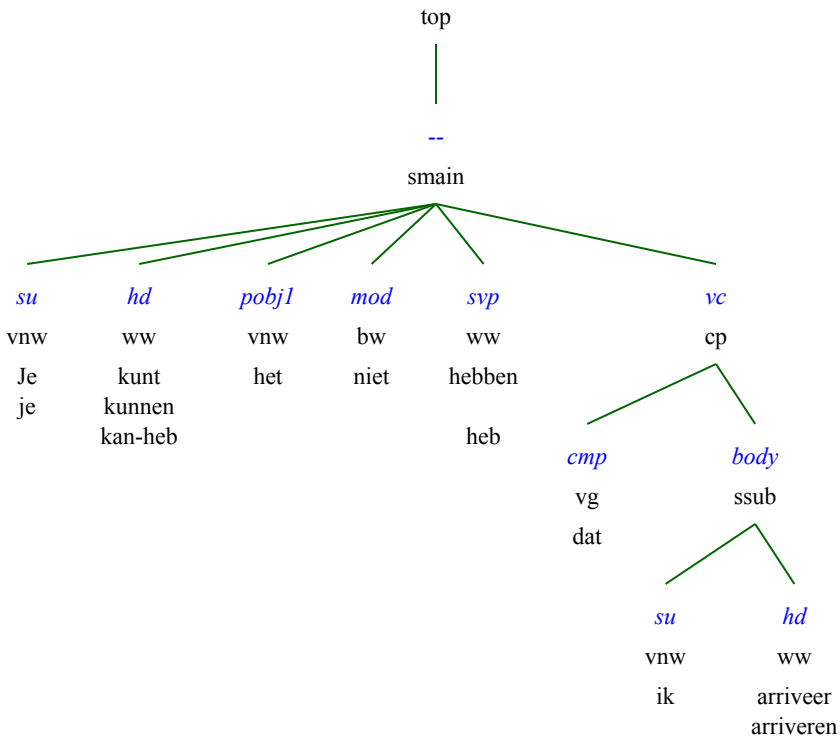 top
--
smain
su hd pobj1 mod svp vc
vnw ww vnw bw ww cp
Je kunt het niet hebben
je kunnen
kan-heb heb
cmp body
vg ssub
dat
su hd
vnw ww
ik arriveer
arriveren